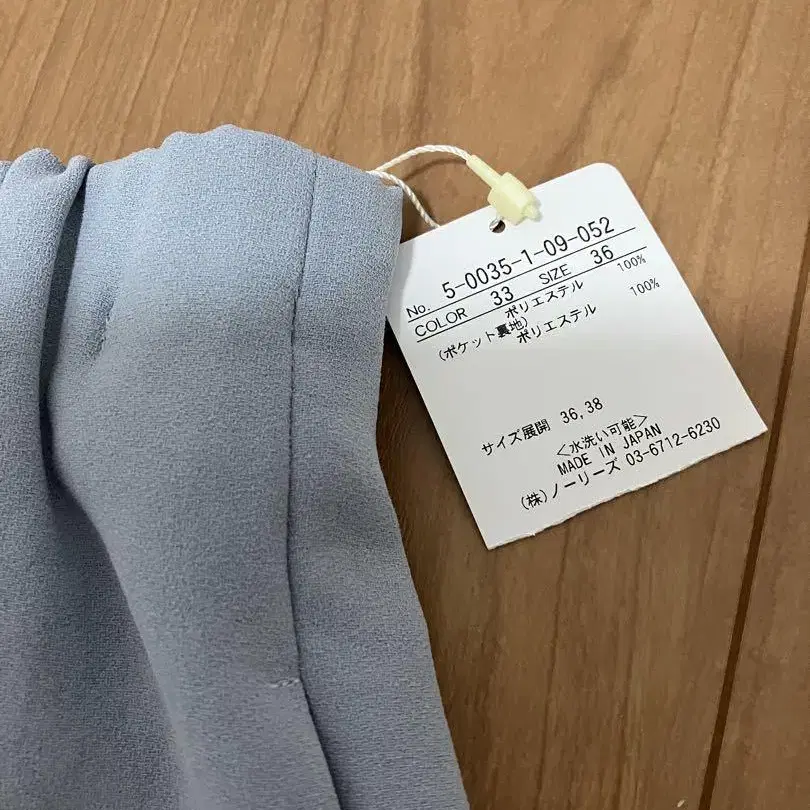 No. 5-0035-1-09-052
COLOR 33 SIZE 36
ポリエステル 100%
(ポケット裏地)
ポリエステル 100%
サイズ展開 36,38
<水洗い可能>
MADE IN JAPAN
(株)ノーリーズ 03-6712-6230